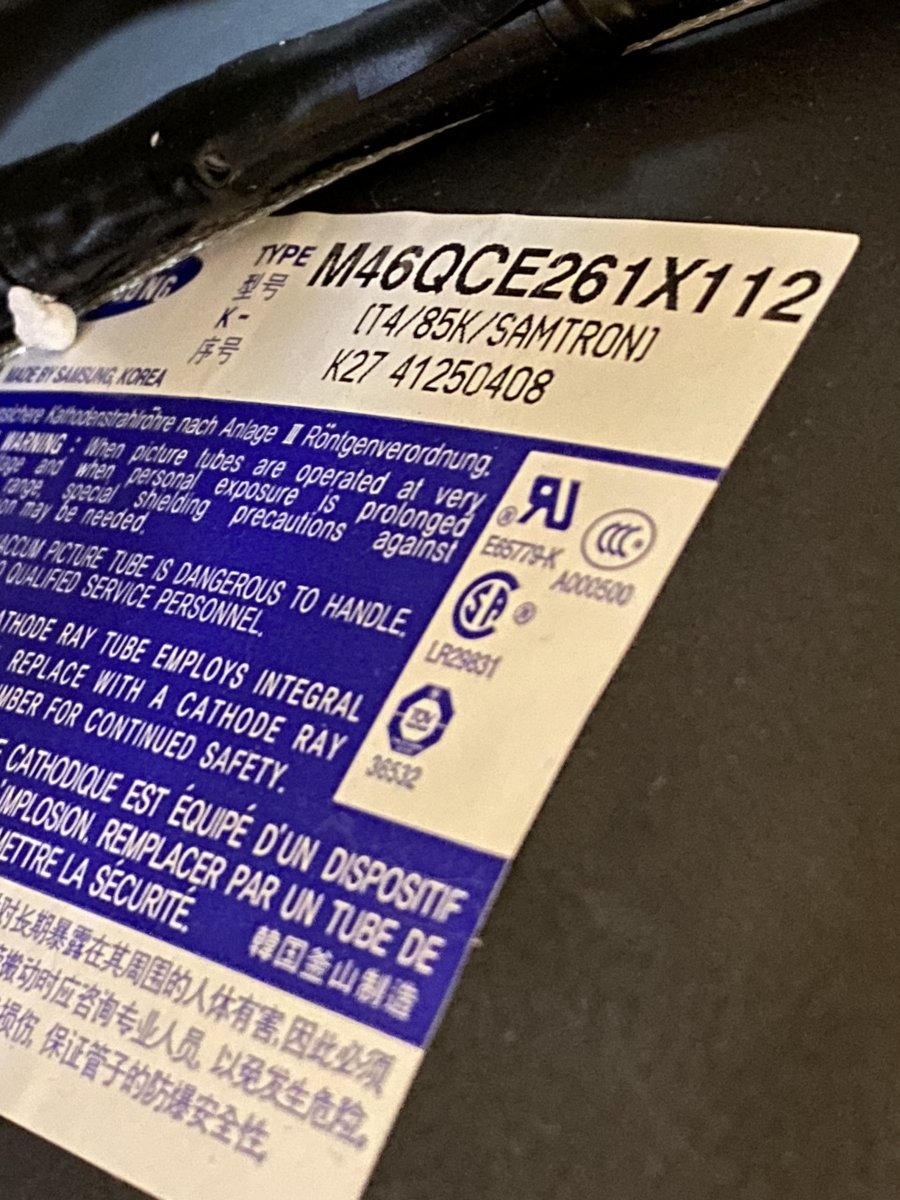 TYPE M46QCE261X112
型号 [T4/85K/SAMTRON]
K- K27 41250408
序号
MADE BY SAMSUNG, KOREA
Kathodenstrahlröhre nach Anlage III Röntgenverordnung.
WARNING : When picture tubes are operated at very
and when personal exposure is prolonged
range, special shielding precautions against
may be needed.
PICTURE TUBE IS DANGEROUS TO HANDLE.
QUALIFIED SERVICE PERSONNEL.
RAY TUBE EMPLOYS INTEGRAL
REPLACE WITH A CATHODE RAY
FOR CONTINUED SAFETY.
CATHODIQUE EST ÉQUIPÉ D'UN DISPOSITIF
REMPLACER PAR UN TUBE DE
LA SÉCURITÉ.
韓国釜山制造
RU ®
E65779-K
CCC
A000500
SA ®
LR29831
TÜV
36532
对长期暴露在其周围的人体有害,因此必须
动时应咨询专业人员, 以免发生危险,
损伤, 保证管子的防爆安全性.